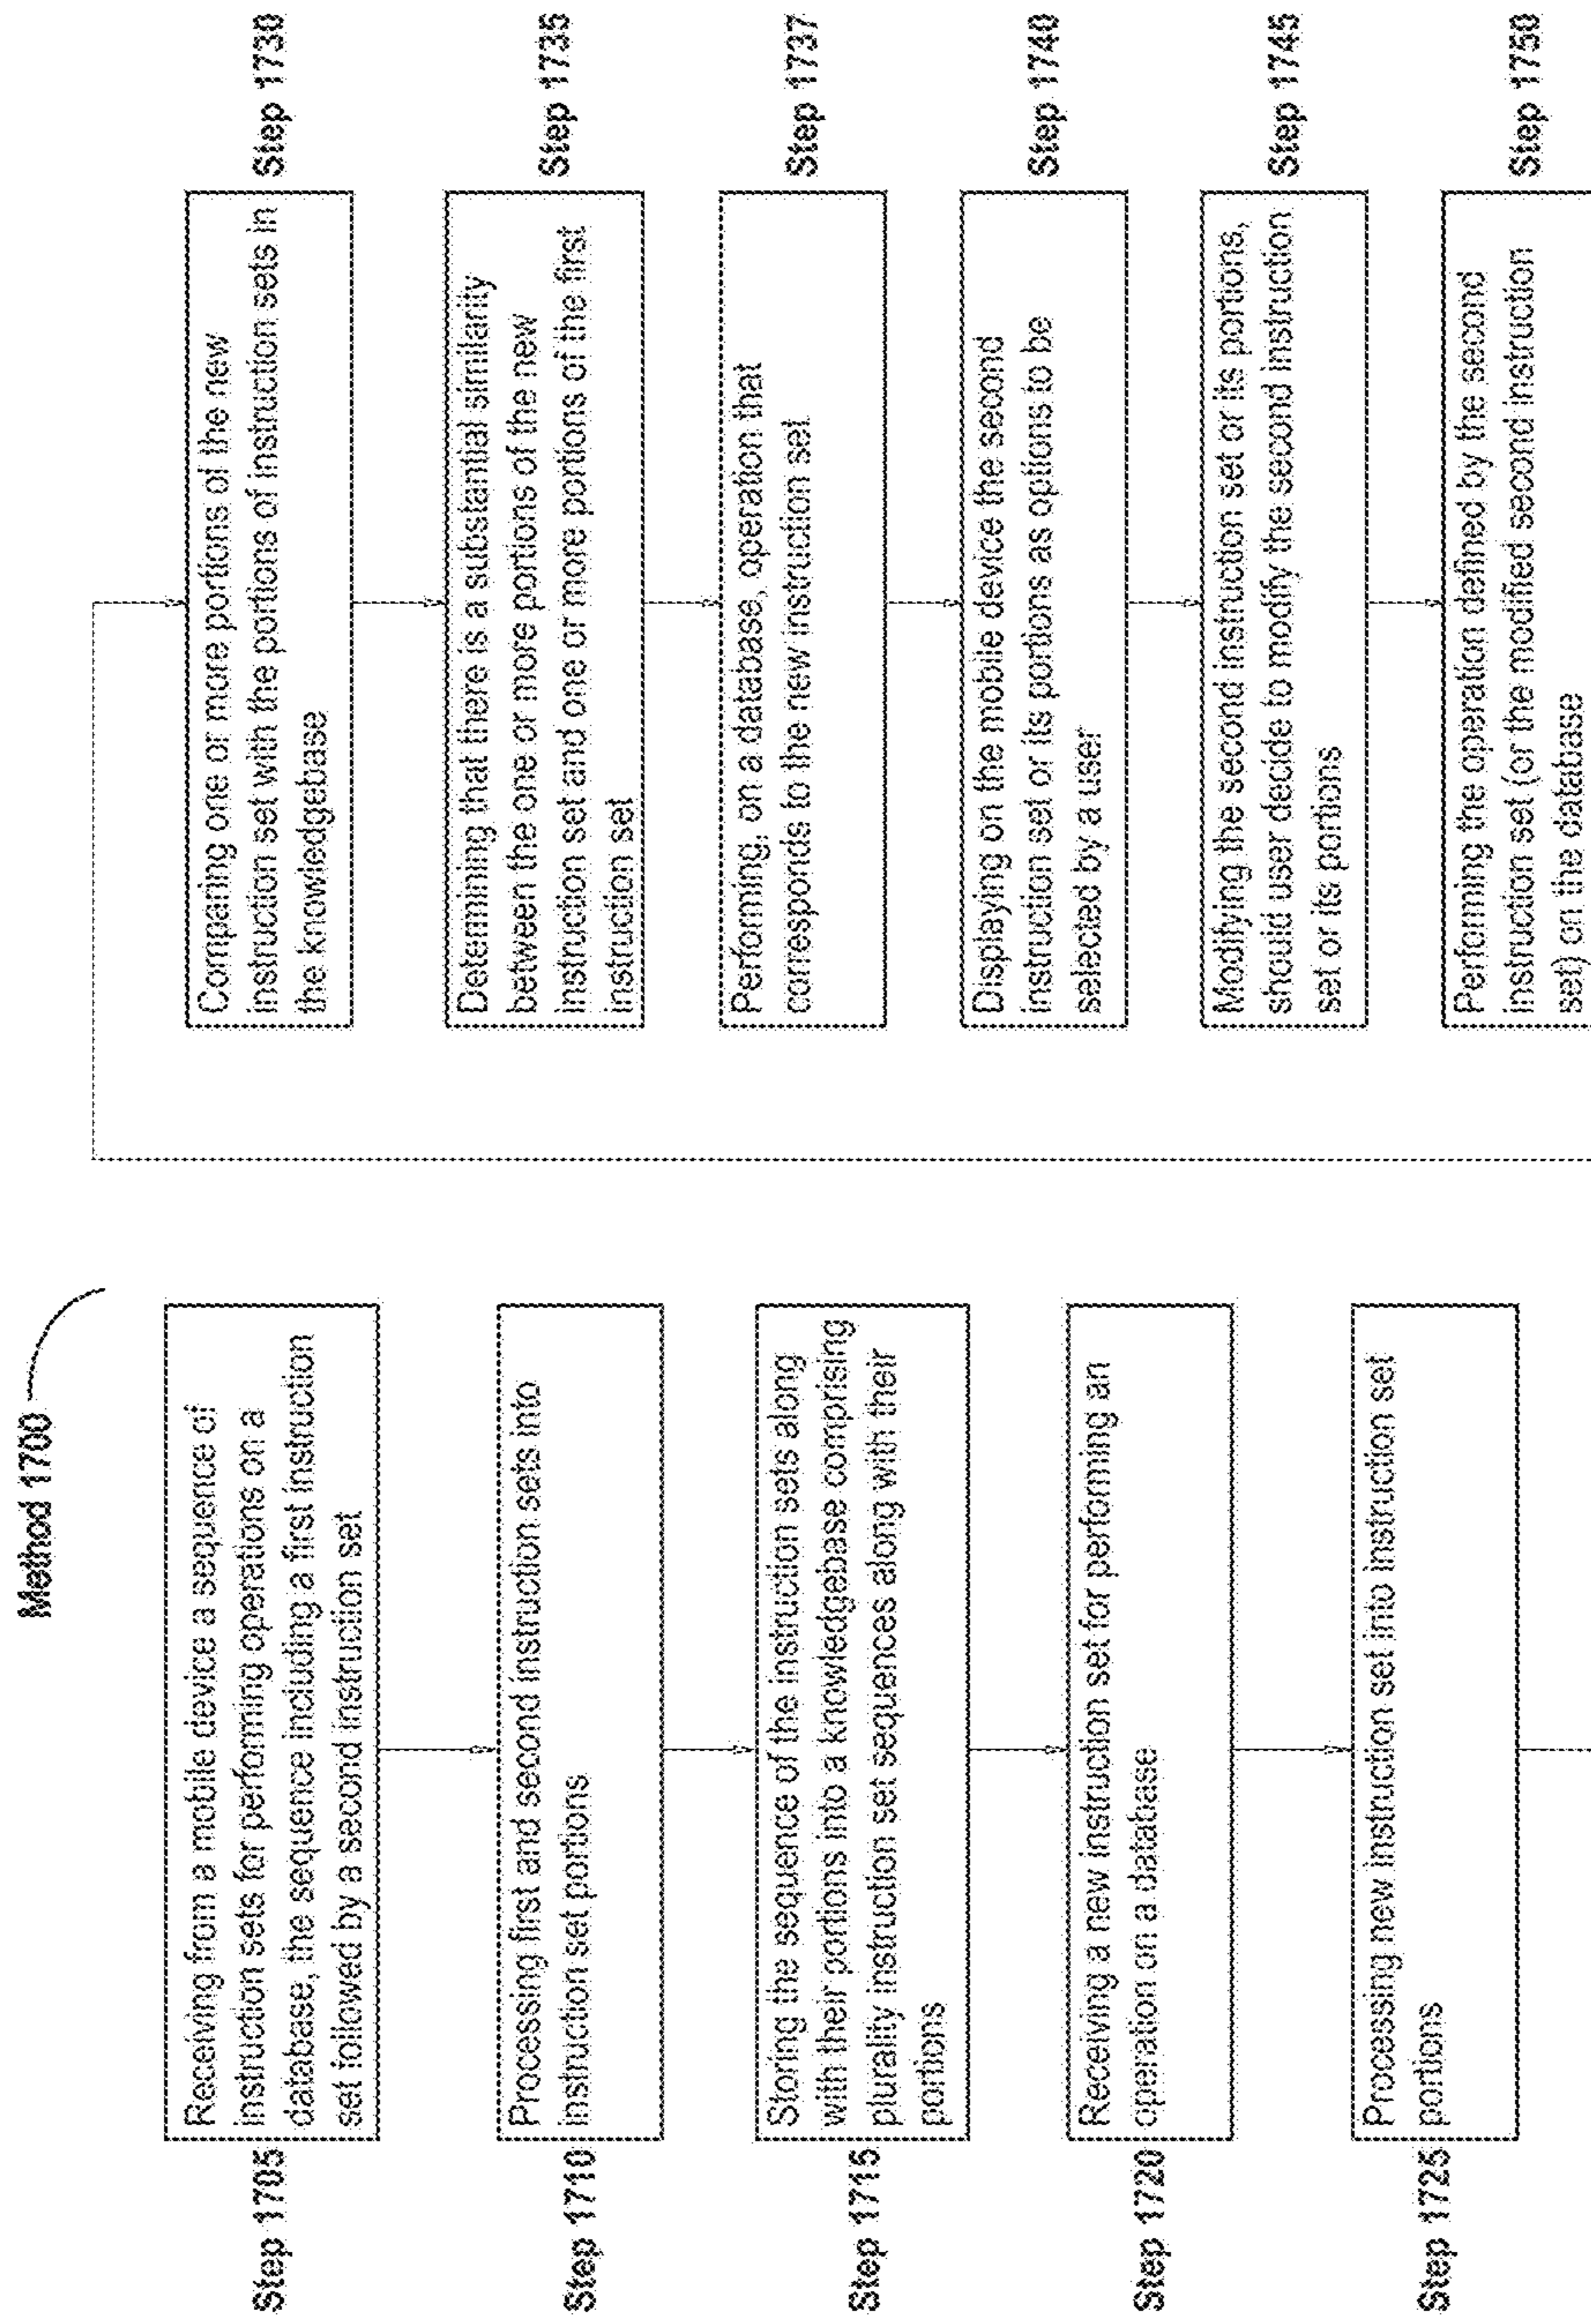 Method 1700
Step 1705
Receiving from a mobile device a sequence of
instruction sets for performing operations on a
database, the sequence including a first instruction
set followed by a second instruction set
Step 1710
Processing first and second instruction sets into
instruction set portions
Step 1715
Storing the sequence of the instruction sets along
with their portions into a knowledgebase comprising
plurality instruction set sequences along with their
portions
Step 1720
Receiving a new instruction set for performing an
operation on a database
Step 1725
Processing new instruction set into instruction set
portions
Step 1730
Comparing one or more portions of the new
instruction set with the portions of instruction sets in
the knowledgebase
Step 1735
Determining that there is a substantial similarity
between the one or more portions of the new
instruction set and one or more portions of the first
instruction set
Step 1737
Performing, on a database, operation that
corresponds to the new instruction set
Step 1740
Displaying on the mobile device the second
instruction set or its portions as options to be
selected by a user
Step 1745
Modifying the second instruction set or its portions,
should user decide to modify the second instruction
set or its portions
Step 1750
Performing the operation defined by the second
instruction set (or the modified second instruction
set) on the database